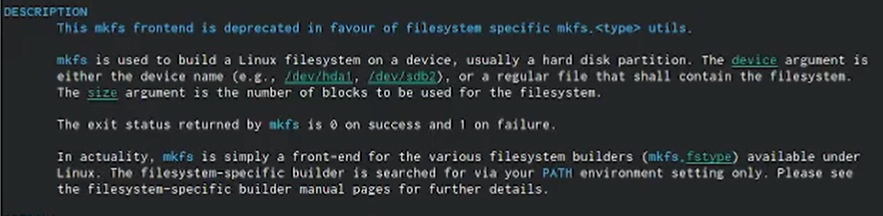 DESCRIPTION
This mkfs frontend is deprecated in favour of filesystem specific mkfs.<type> utils.
mkfs is used to build a Linux filesystem on a device, usually a hard disk partition. The device argument is
either the device name (e.g., /dev/hda1, /dev/sdb2), or a regular file that shall contain the filesystem.
The size argument is the number of blocks to be used for the filesystem.
The exit status returned by mkfs is 0 on success and 1 on failure.
In actuality, mkfs is simply a front-end for the various filesystem builders (mkfs.fstype) available under
Linux. The filesystem-specific builder is searched for via your PATH environment setting only. Please see
the filesystem-specific builder manual pages for further details.